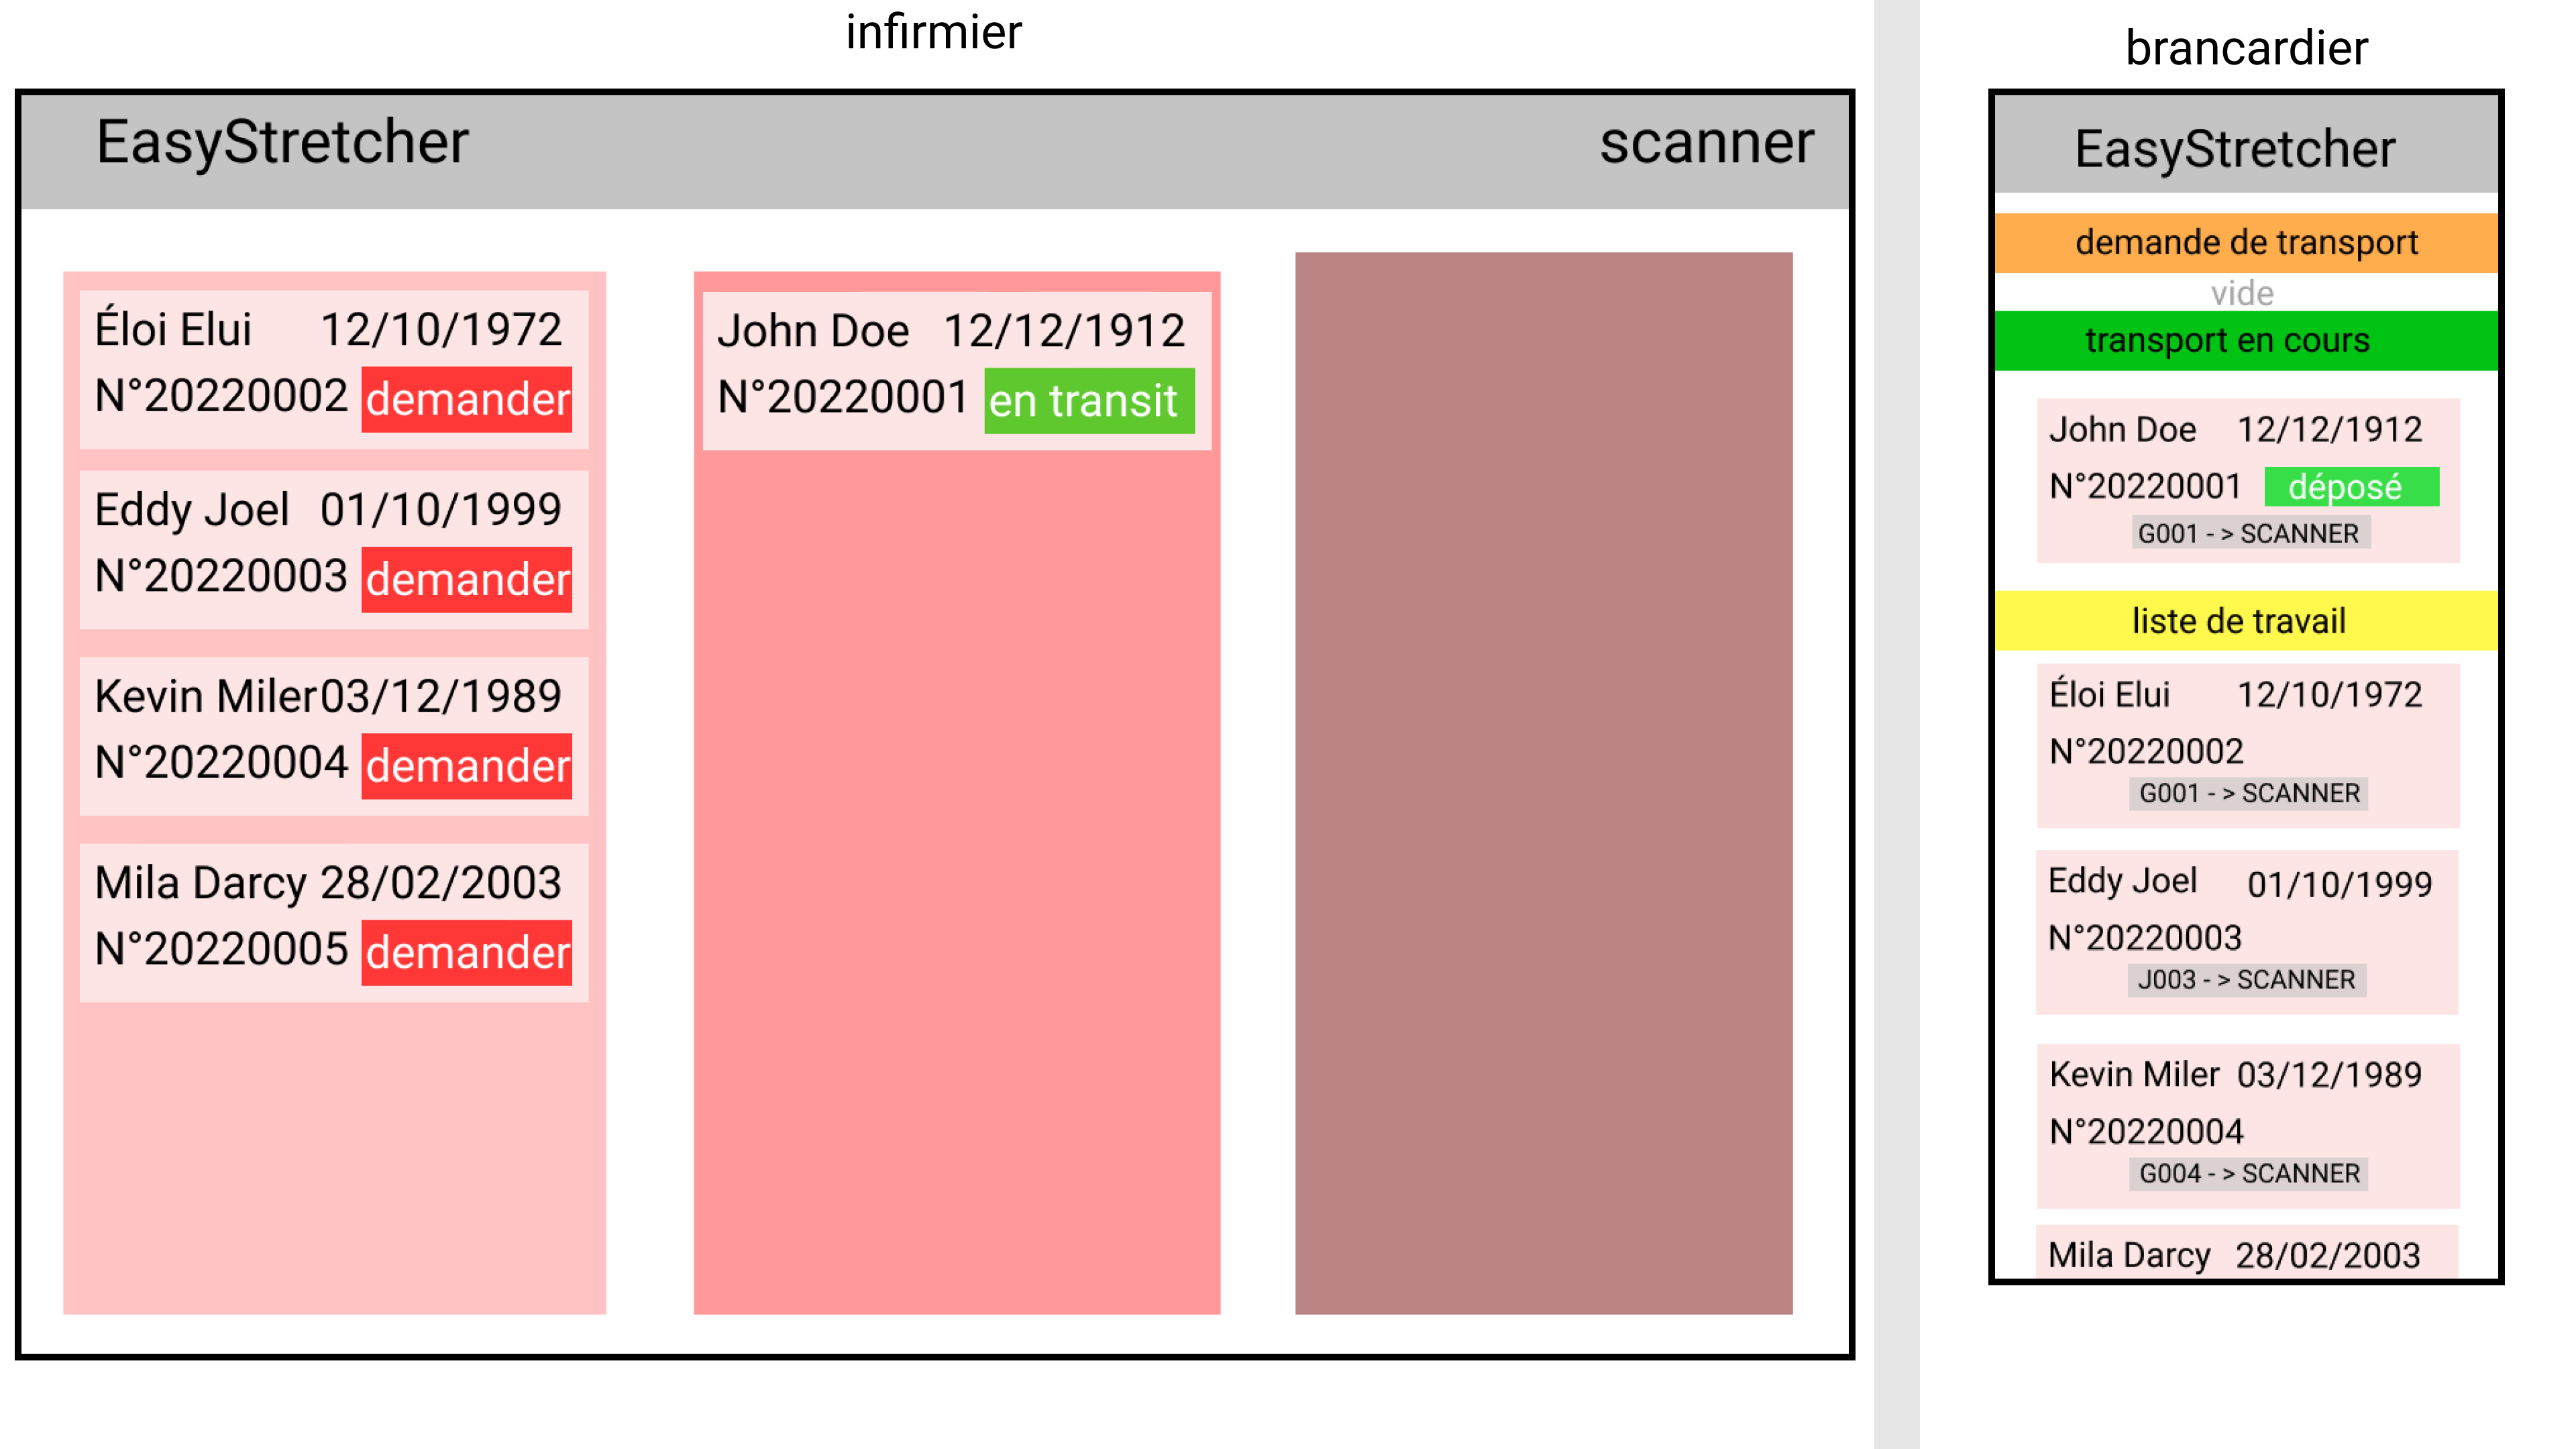 infirmier
EasyStretcher scanner
Éloi Elui 12/10/1972
N°20220002 demander
Eddy Joel 01/10/1999
N°20220003 demander
Kevin Miler 03/12/1989
N°20220004 demander
Mila Darcy 28/02/2003
N°20220005 demander
John Doe 12/12/1912
N°20220001 en transit
brancardier
EasyStretcher
demande de transport
vide
transport en cours
John Doe 12/12/1912
N°20220001 déposé
G001 - > SCANNER
liste de travail
Éloi Elui 12/10/1972
N°20220002
G001 - > SCANNER
Eddy Joel 01/10/1999
N°20220003
J003 - > SCANNER
Kevin Miler 03/12/1989
N°20220004
G004 - > SCANNER
Mila Darcy 28/02/2003